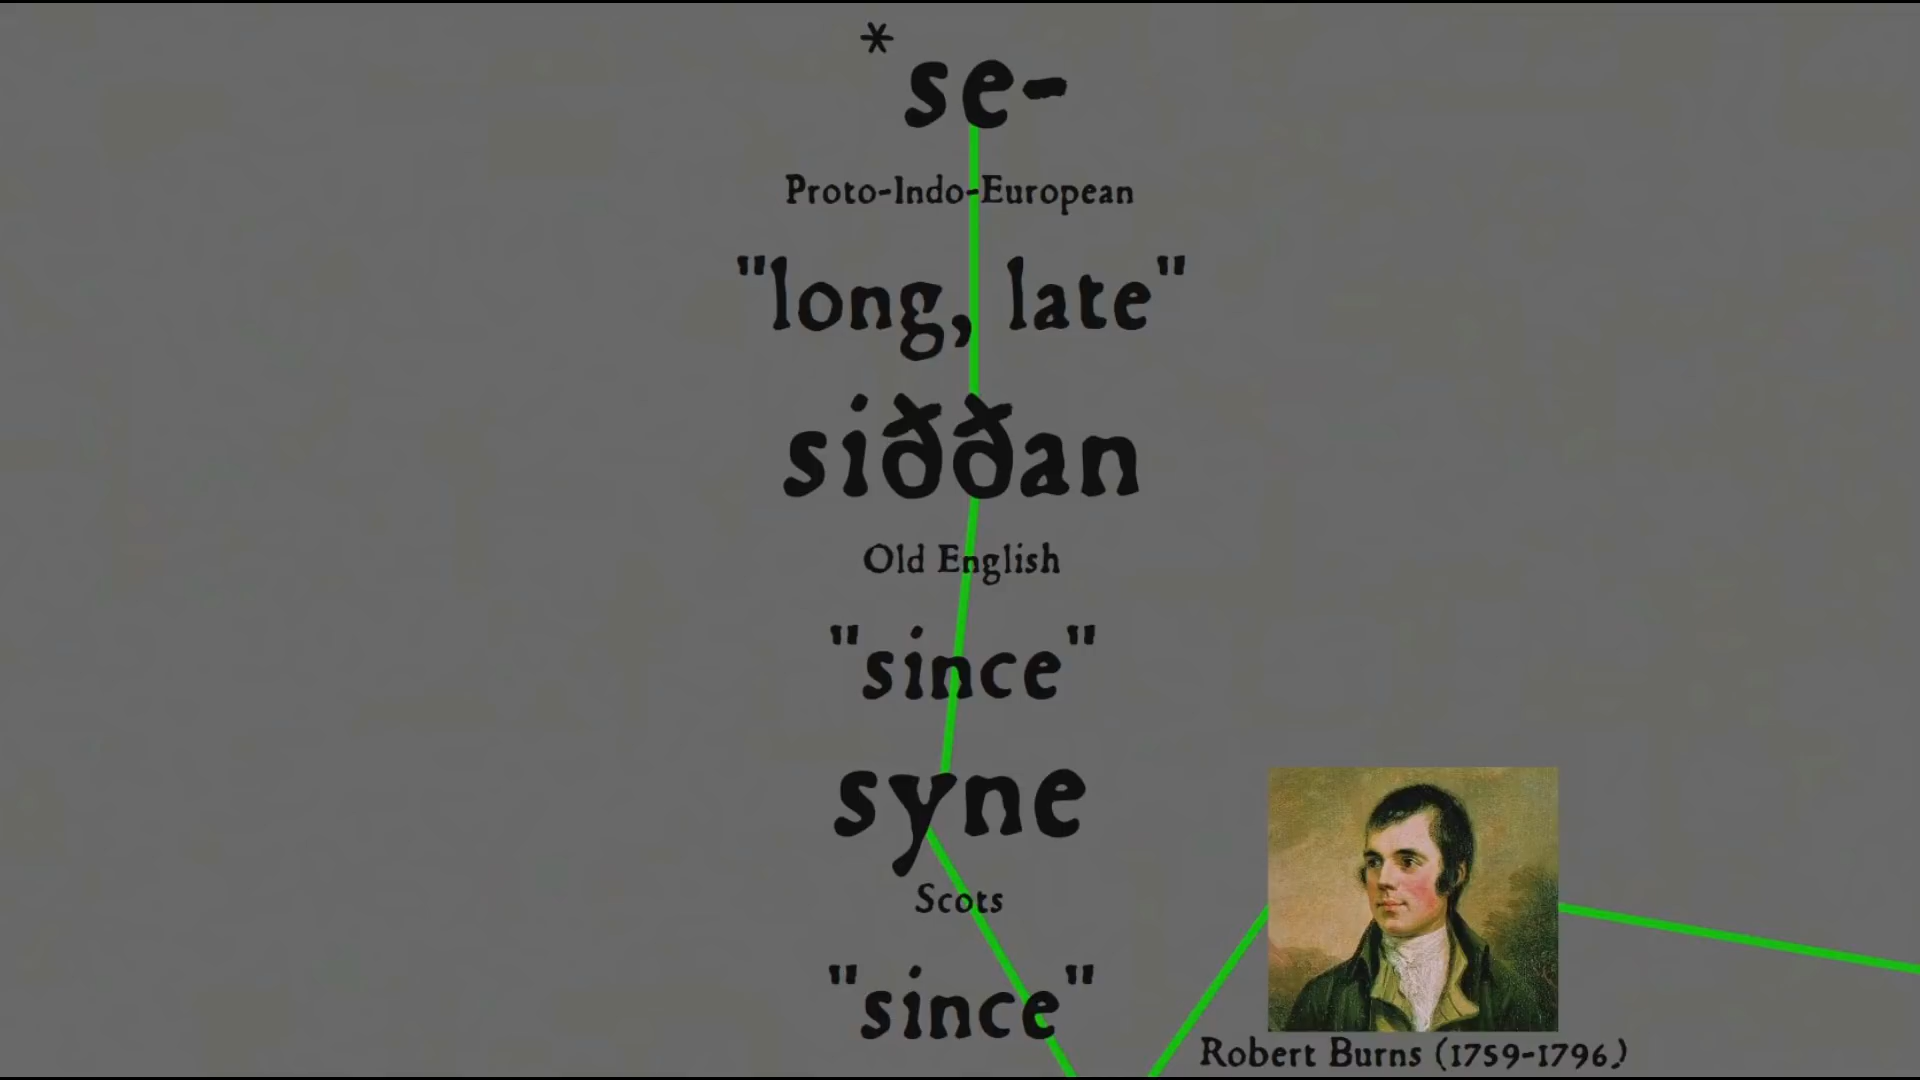 *se-
Proto-Indo-European
"long, late"
siððan
Old English
"since"
syne
Scots
"since"
Robert Burns (1759-1796)